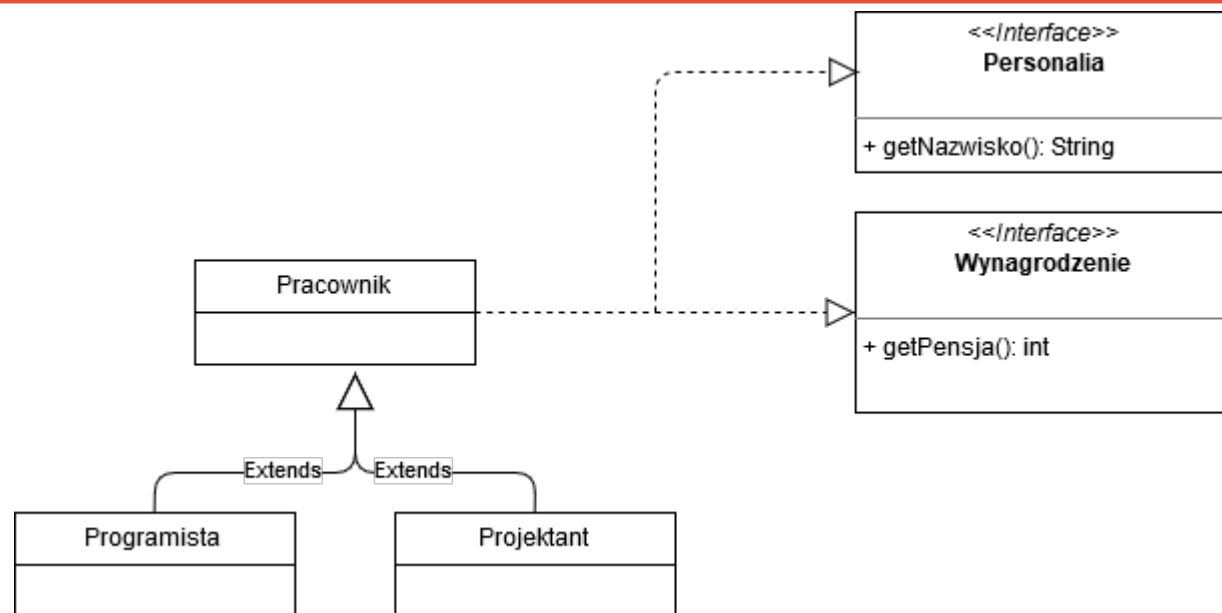 <<Interface>>
Personalia
+ getNazwisko(): String
<<Interface>>
Wynagrodzenie
+ getPensja(): int
Pracownik
Extends
Extends
Programista
Projektant